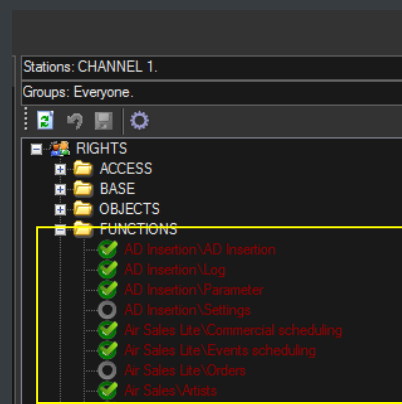 Stations: CHANNEL 1.
Groups: Everyone.
RIGHTS
ACCESS
BASE
OBJECTS
FUNCTIONS
AD Insertion\AD Insertion
AD Insertion\Log
AD Insertion\Parameter
AD Insertion\Settings
Air Sales Lite\Commercial scheduling
Air Sales Lite\Events scheduling
Air Sales Lite\Orders
Air Sales\Artists